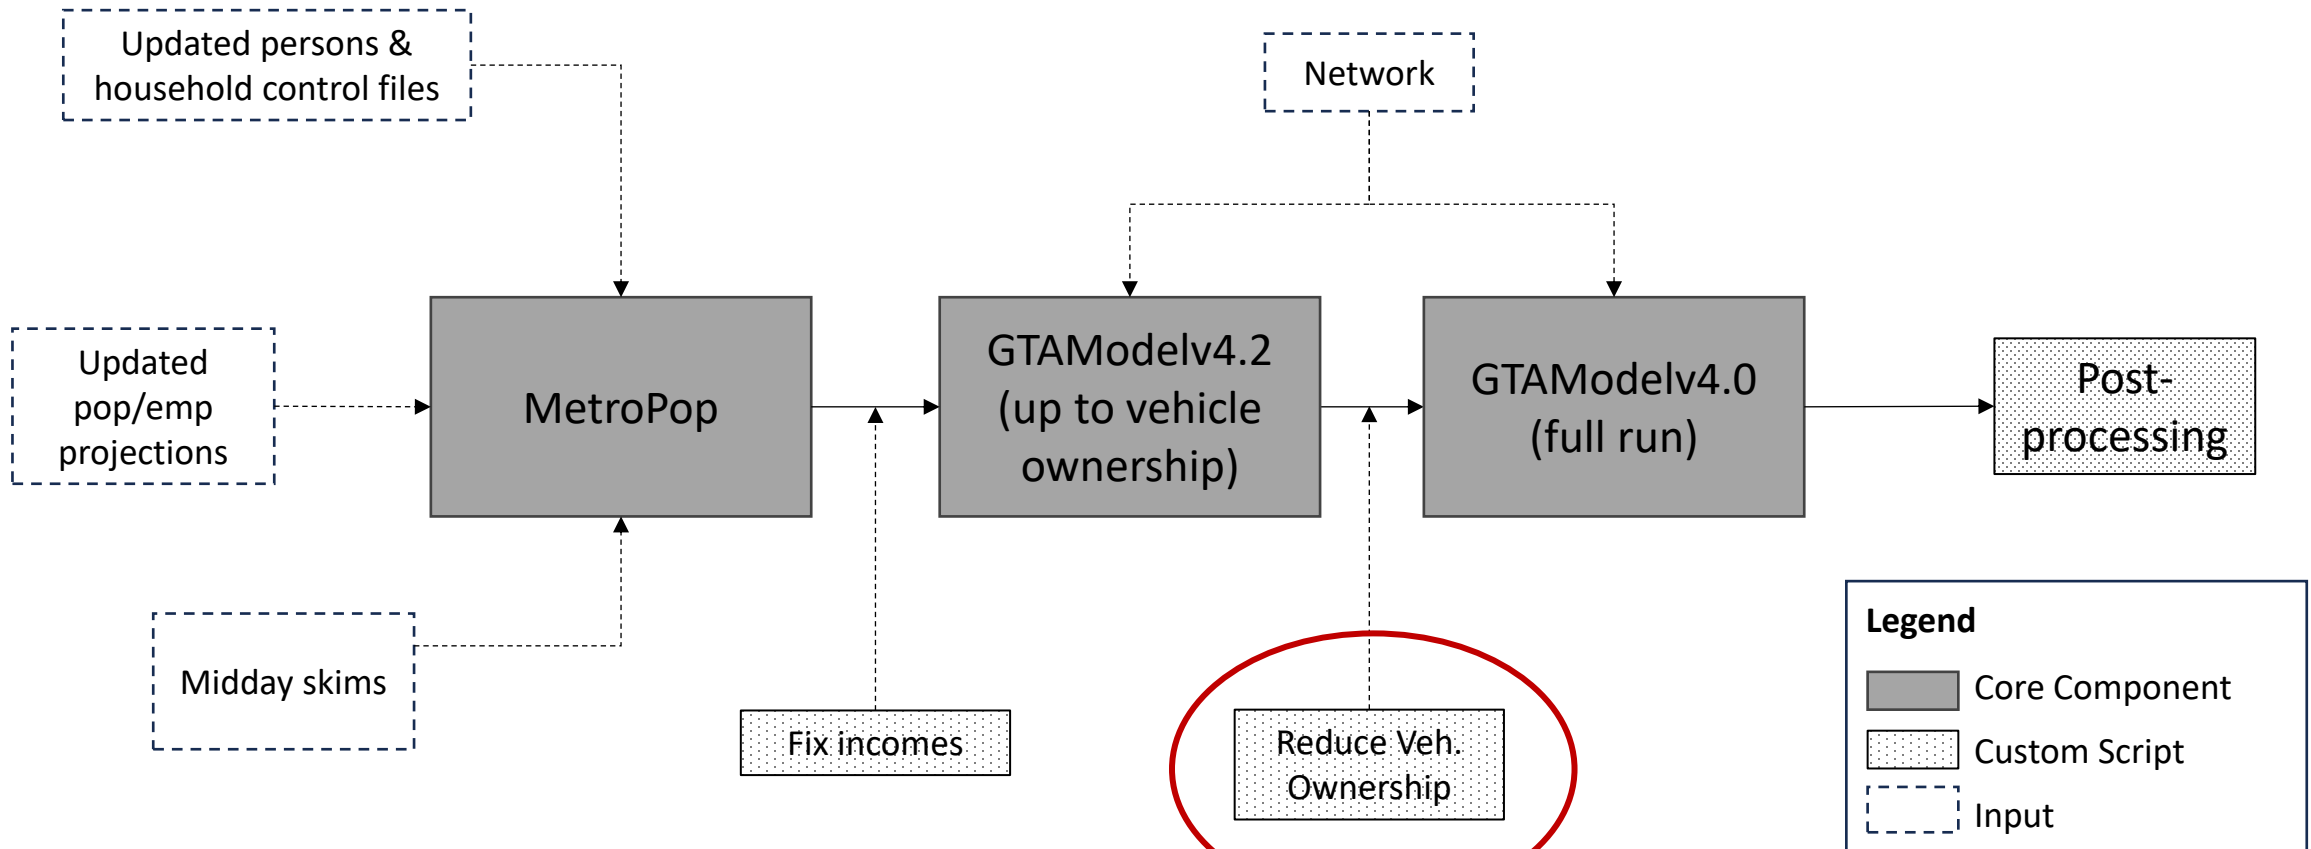 Updated persons &
household control files
Network
Updated
pop/emp
projections
MetroPop
GTAModelv4.2
(up to vehicle
ownership)
GTAModelv4.0
(full run)
Post-
processing
Midday skims
Fix incomes
Reduce Veh.
Ownership
Legend
Core Component
Custom Script
Input